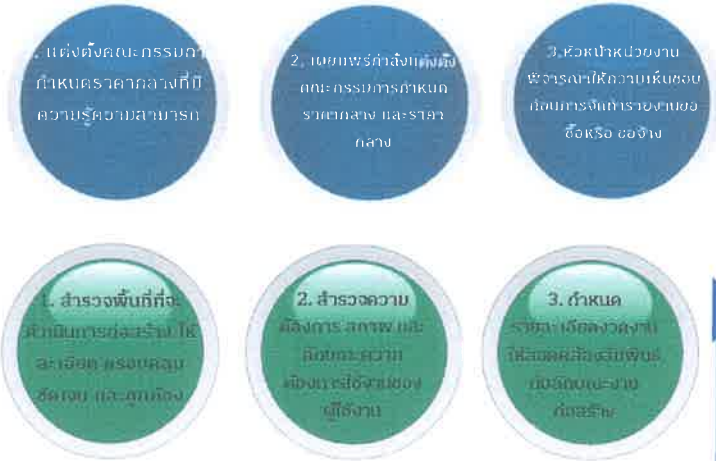 . แต่งตั้งคณะกรรมกา
กำหนดราคากลางที่มี
ความรู้ความสามารถ
2. เผยแพร่คำสั่งแต่งตั้ง
คณะกรรมการกำหนด
ราคากลาง และราคา
กลาง
3.หัวหน้าหน่วยงาน
พิจารณาให้ความเห็นชอบ
ก่อนการจัดทำรายงานขอ
ซื้อหรือ ขอจ้าง
1. สำรวจพื้นที่ที่จะ
ดำเนินการก่อสร้าง ให้
ละเอียด ครอบคลุม
ชัดเจน และถูกต้อง
2. สำรวจความ
ต้องการ สภาพ และ
ลักษณะ ความ
ต้องการใช้งานของ
ผู้ใช้งาน
3. กำหนด
รายละเอียดงวดงาน
ให้สอดคล้องสัมพันธ์
กับลักษณะงาน
ก่อสร้าง